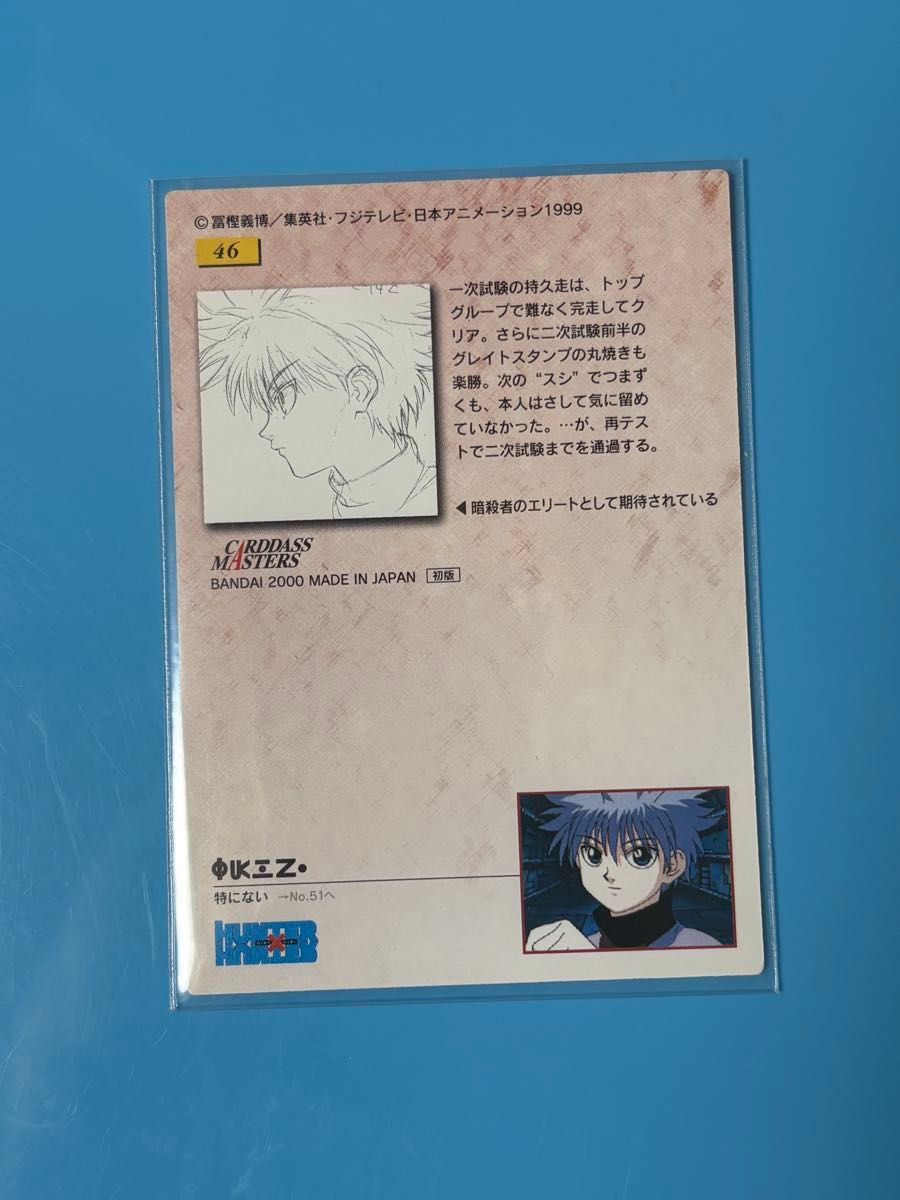 © 冨樫義博／集英社・フジテレビ・日本アニメーション1999
46
一次試験の持久走は、トップ
グループで難なく完走してク
リア。さらに二次試験前半の
グレイトスタンプの丸焼きも
楽勝。次の“スシ”でつまず
くも、本人はさして気に留め
ていなかった。…が、再テス
トで二次試験までを通過する。
◀ 暗殺者のエリートとして期待されている
CARDDASS
MASTERS
BANDAI 2000 MADE IN JAPAN 初版
特にない →No.51へ
HUNTER
×
HUNTER